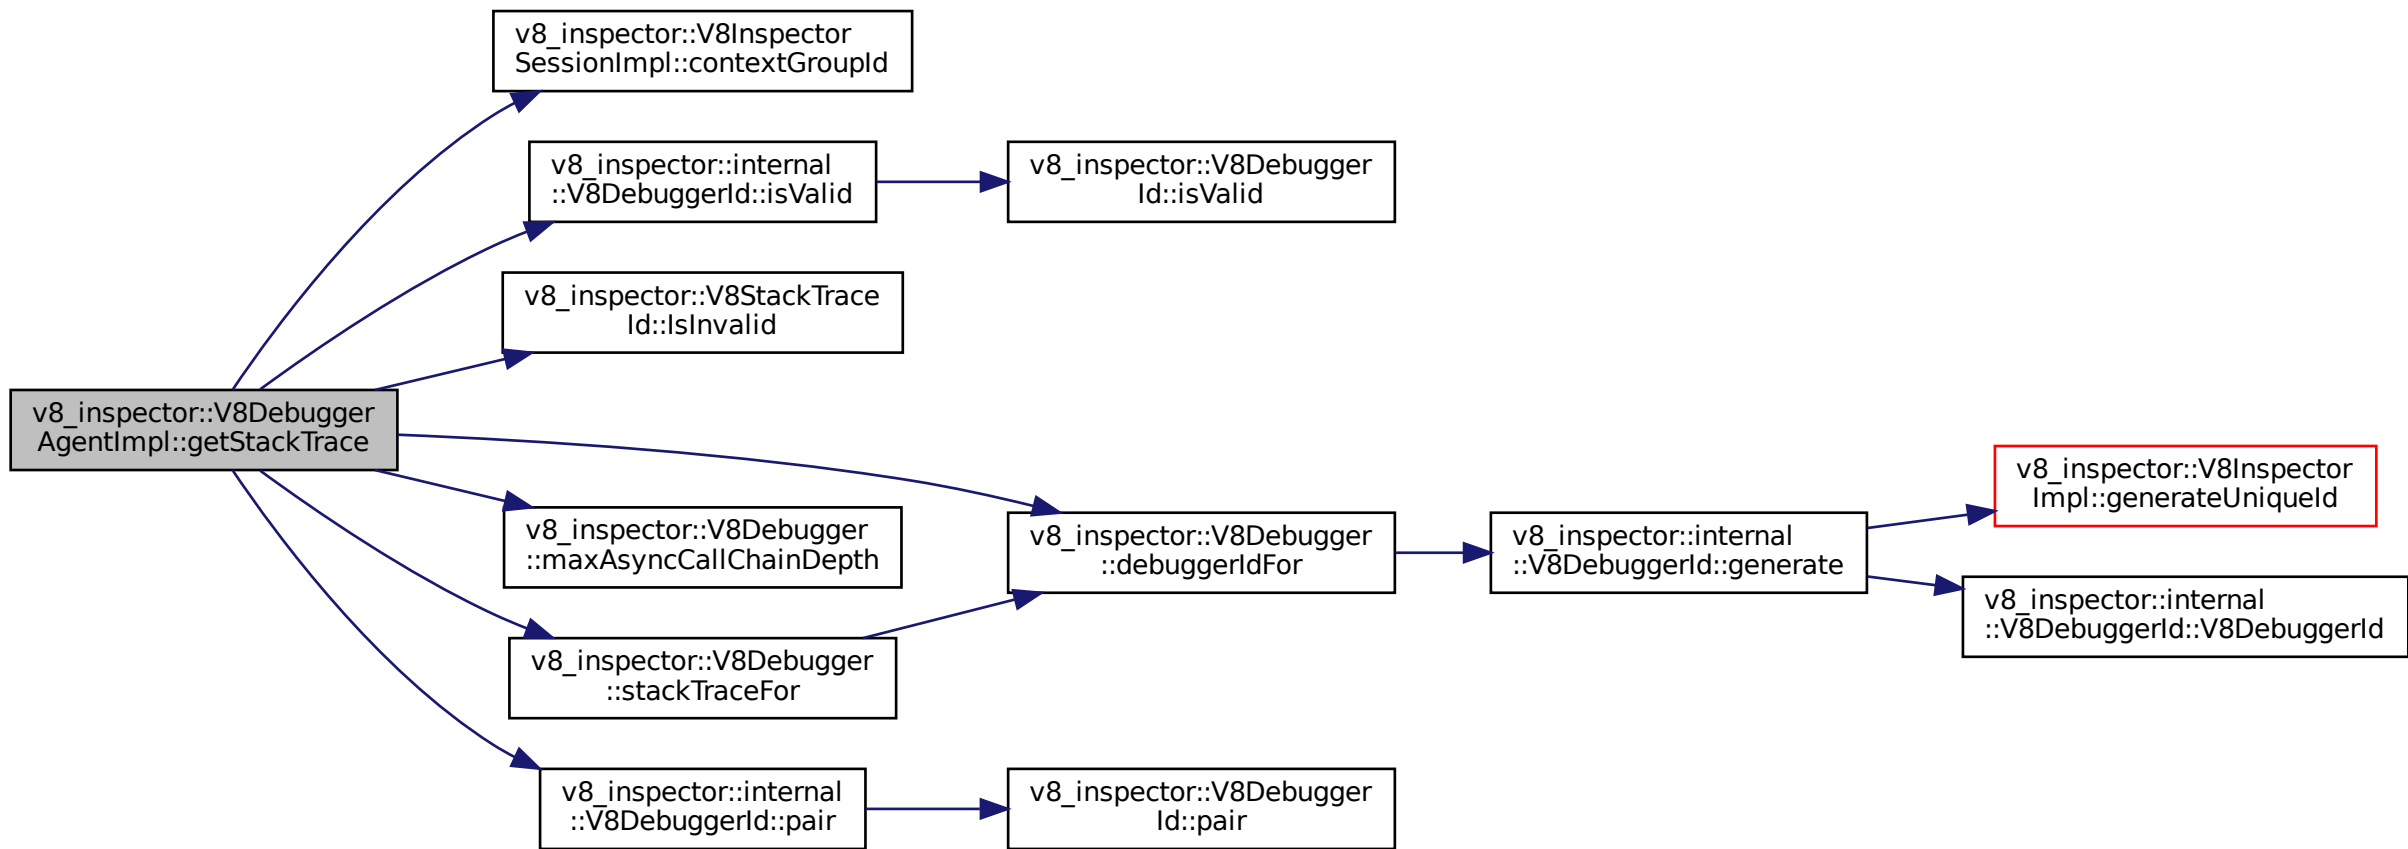 v8_inspector::V8Inspector
SessionImpl::contextGroupId
v8_inspector::internal
::V8DebuggerId::isValid
v8_inspector::V8Debugger
Id::isValid
v8_inspector::V8StackTrace
Id::IsInvalid
v8_inspector::V8Debugger
AgentImpl::getStackTrace
v8_inspector::V8Debugger
::maxAsyncCallChainDepth
v8_inspector::V8Debugger
::debuggerIdFor
v8_inspector::internal
::V8DebuggerId::generate
v8_inspector::V8Inspector
Impl::generateUniqueId
v8_inspector::internal
::V8DebuggerId::V8DebuggerId
v8_inspector::V8Debugger
::stackTraceFor
v8_inspector::internal
::V8DebuggerId::pair
v8_inspector::V8Debugger
Id::pair